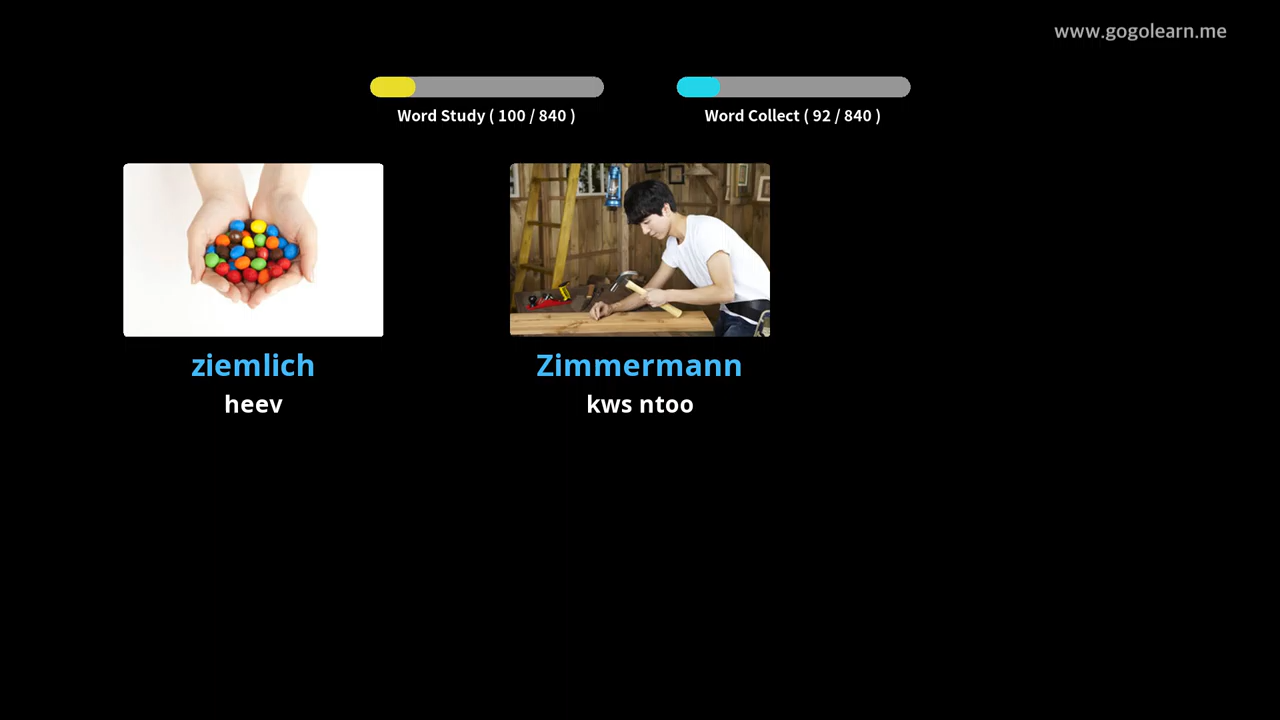 www.gogolearn.me
Word Study ( 100 / 840 )
Word Collect ( 92 / 840 )
ziemlich
heev
Zimmermann
kws ntoo